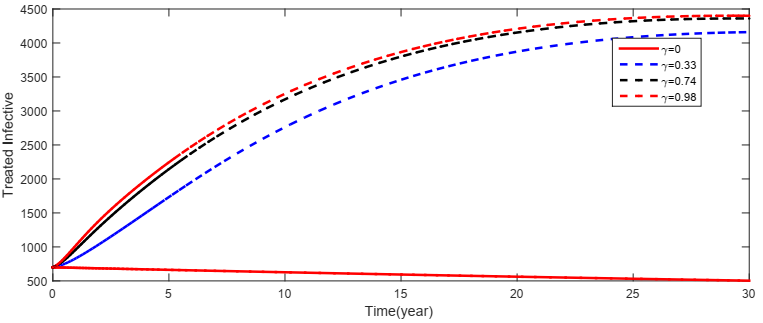 4500
4000
3500
3000
2500
2000
1500
1000
500
Treated Infective
γ=0
γ=0.33
γ=0.74
γ=0.98
0 5 10 15 20 25 30
Time(year)